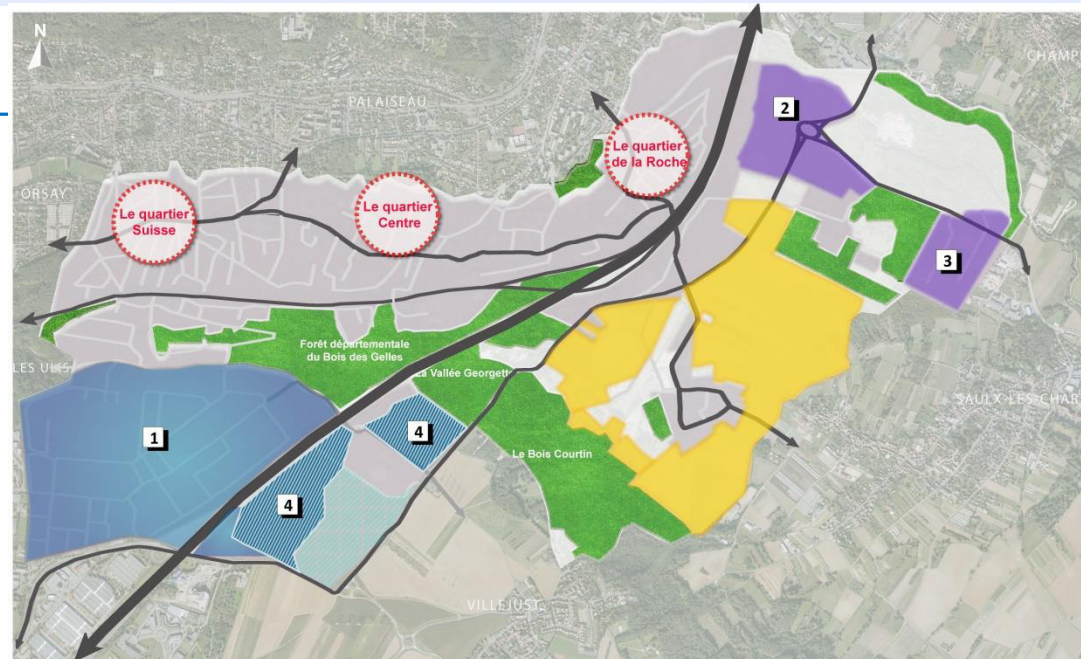 N
CHAMP
PALAISEAU
2
Le quartier
de la Roche
ORSAY
Le quartier
Suisse
Le quartier
Centre
3
Forêt départementale
du Bois des Gelles
La Vallée Georgett
LES ULIS
SAULX-LES-CHAR
1
4
Le Bois Courtin
4
VILLEJUST